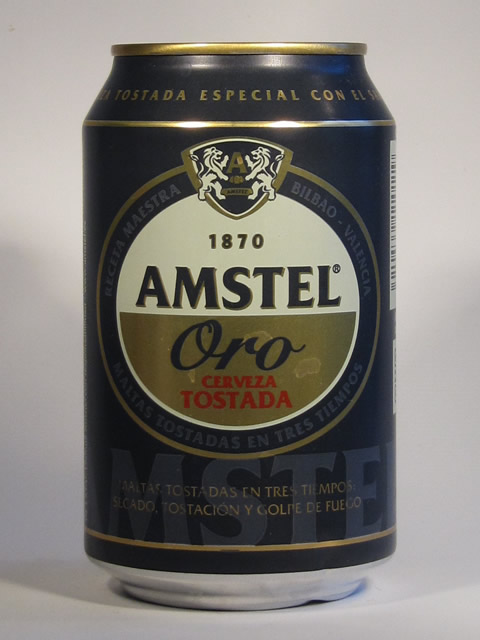 TOSTADA ESPECIAL CON EL
A
AMSTEL
RECETA MAESTRA
BILBAO - VALENCIA
1870
AMSTEL®
Oro
CERVEZA
TOSTADA
MALTAS TOSTADAS EN TRES TIEMPOS
AMSTEL
MALTAS TOSTADAS EN TRES TIEMPOS:
SECADO, TOSTACIÓN Y GOLPE DE FUEGO